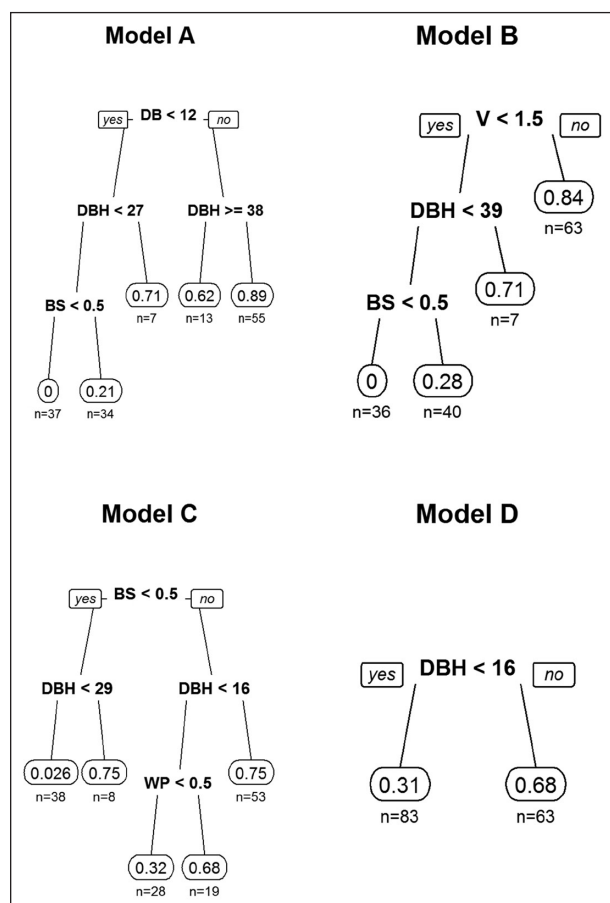 Model A
yes DB < 12 no
DBH < 27 DBH >= 38
BS < 0.5 0.71 0.62 0.89
n=7 n=13 n=55
0 0.21
n=37 n=34
Model B
yes V < 1.5 no
DBH < 39 0.84
n=63
BS < 0.5 0.71
n=7
0 0.28
n=36 n=40
Model C
yes BS < 0.5 no
DBH < 29 DBH < 16
0.026 0.75 WP < 0.5 0.75
n=38 n=8 n=53
0.32 0.68
n=28 n=19
Model D
yes DBH < 16 no
0.31 0.68
n=83 n=63